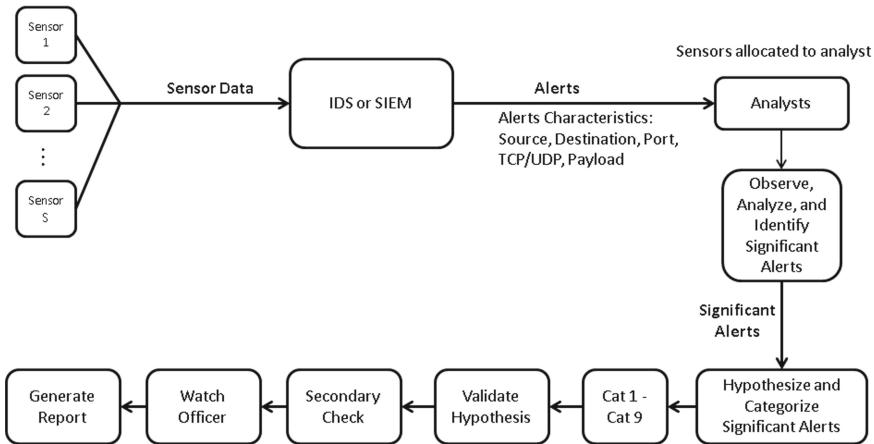 Sensor
1
Sensor
2
⋮
Sensor
S
Sensor Data
IDS or SIEM
Alerts
Alerts Characteristics:
Source, Destination, Port,
TCP/UDP, Payload
Sensors allocated to analyst
Analysts
Observe,
Analyze, and
Identify
Significant
Alerts
Significant
Alerts
Hypothesize and
Categorize
Significant Alerts
Cat 1 -
Cat 9
Validate
Hypothesis
Secondary
Check
Watch
Officer
Generate
Report